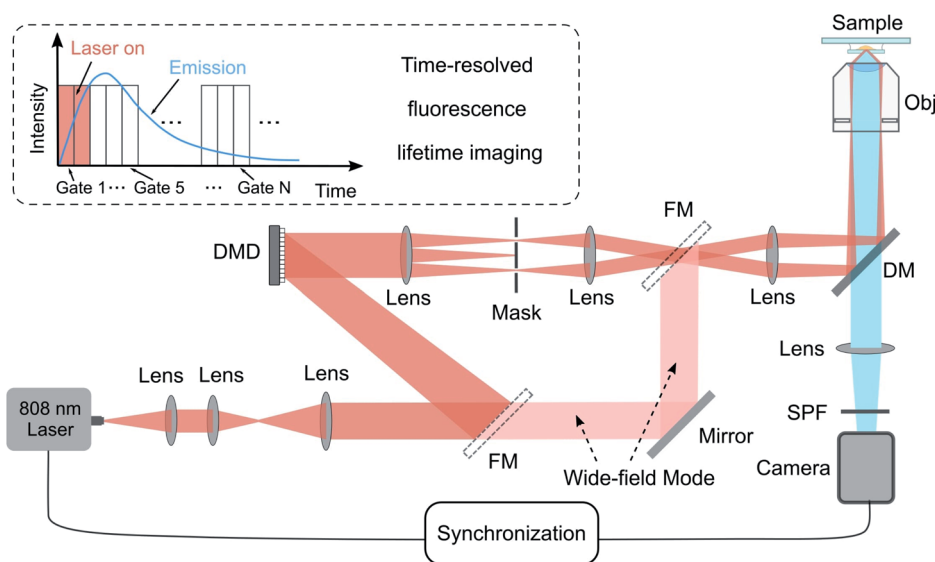 Sample
Laser on
Emission
Time-resolved
fluorescence
lifetime imaging
Intensity
Gate 1
···
Gate 5
···
Gate N
Time
...
...
Obj
DMD
FM
DM
Lens
Lens
Lens
Mask
Lens
Lens
Lens
Lens
808 nm
Laser
SPF
FM
Mirror
Camera
Wide-field Mode
Synchronization